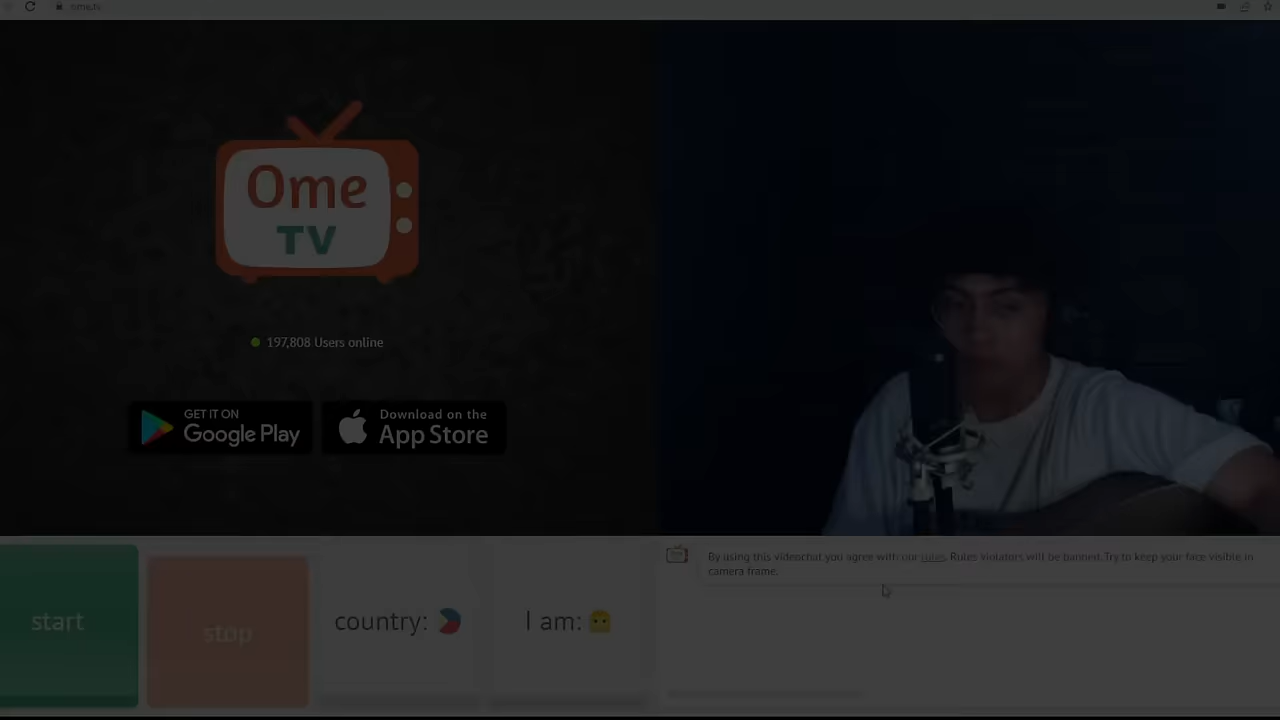 ome.tv
Ome
TV
197,808 Users online
GET IT ON
Google Play
Download on the
App Store
start
stop
country:
I am:
By using this videochat you agree with our rules. Rules violators will be banned. Try to keep your face visible in
camera frame.